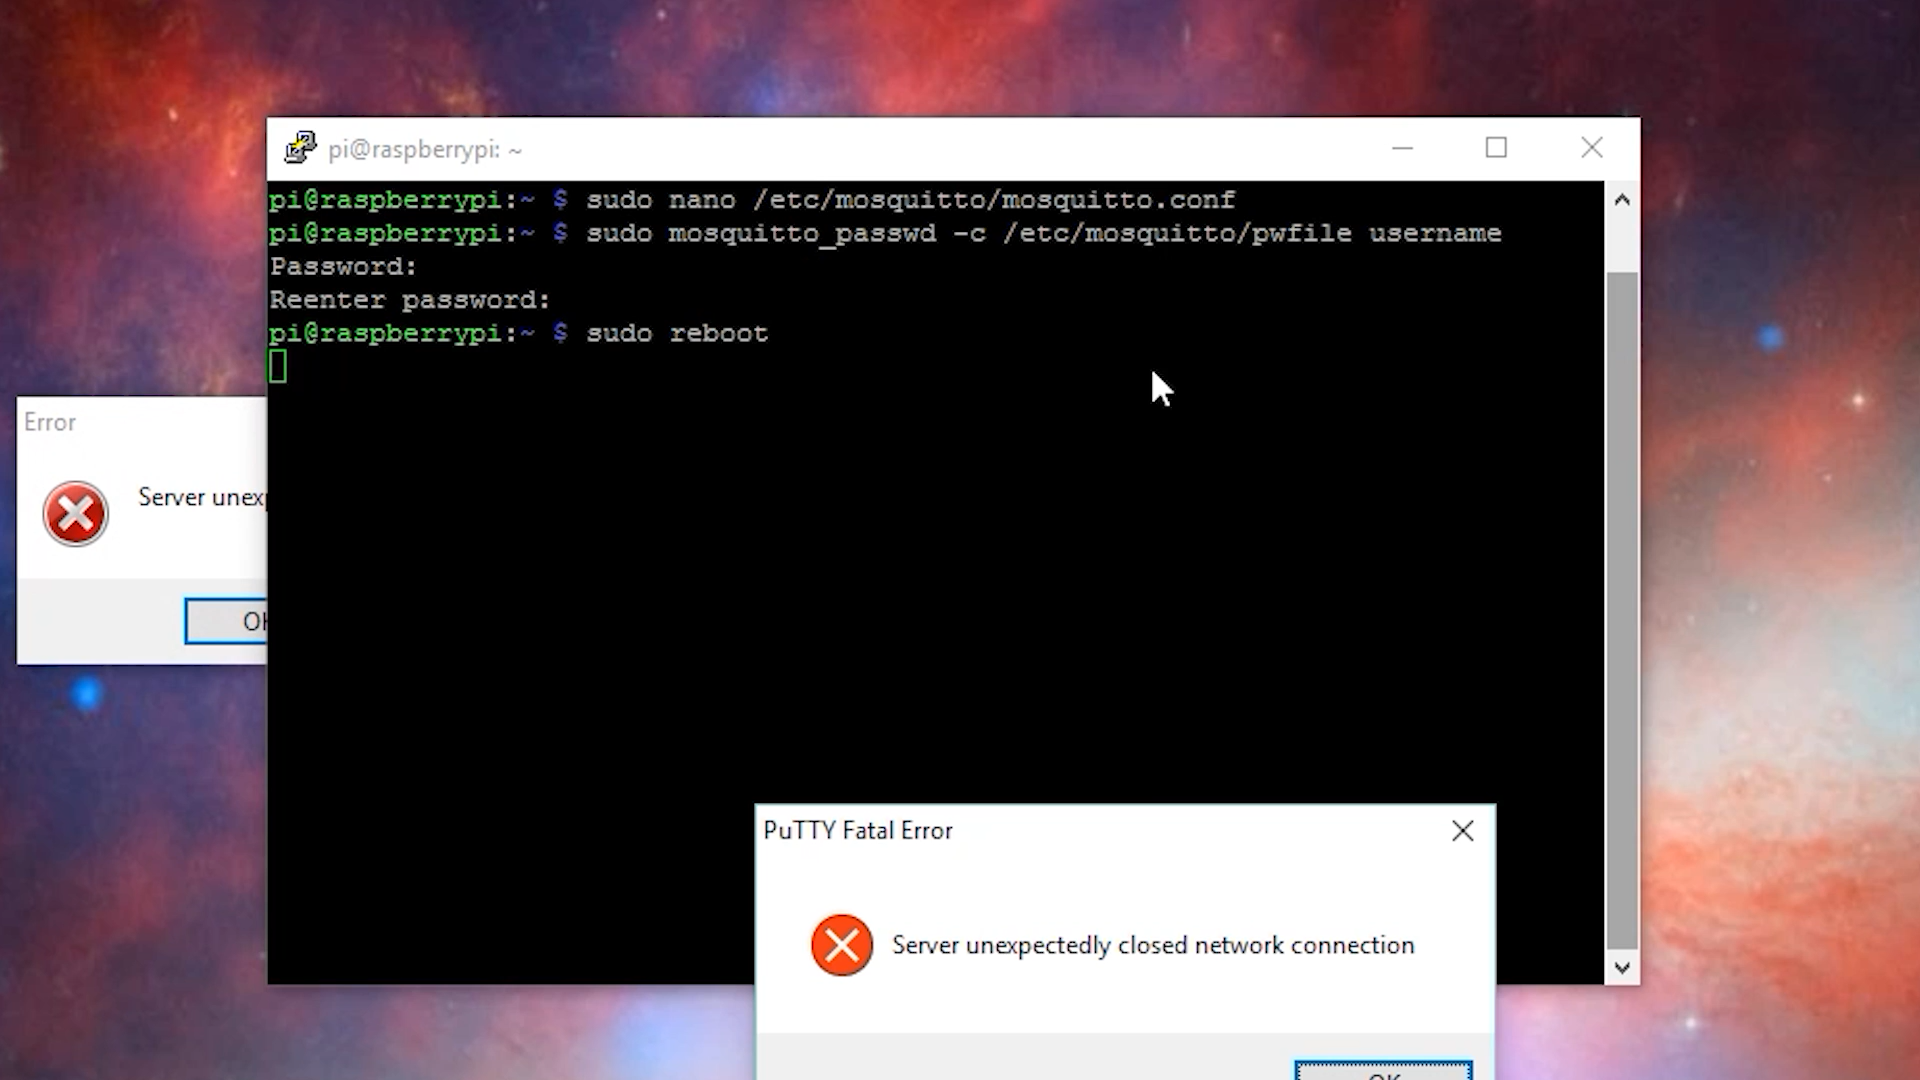 pi@raspberrypi: ~
pi@raspberrypi:~ $ sudo nano /etc/mosquitto/mosquitto.conf
pi@raspberrypi:~ $ sudo mosquitto_passwd -c /etc/mosquitto/pwfile username
Password:
Reenter password:
pi@raspberrypi:~ $ sudo reboot
Error
Server
OK
PuTTY Fatal Error
Server unexpectedly closed network connection
OK